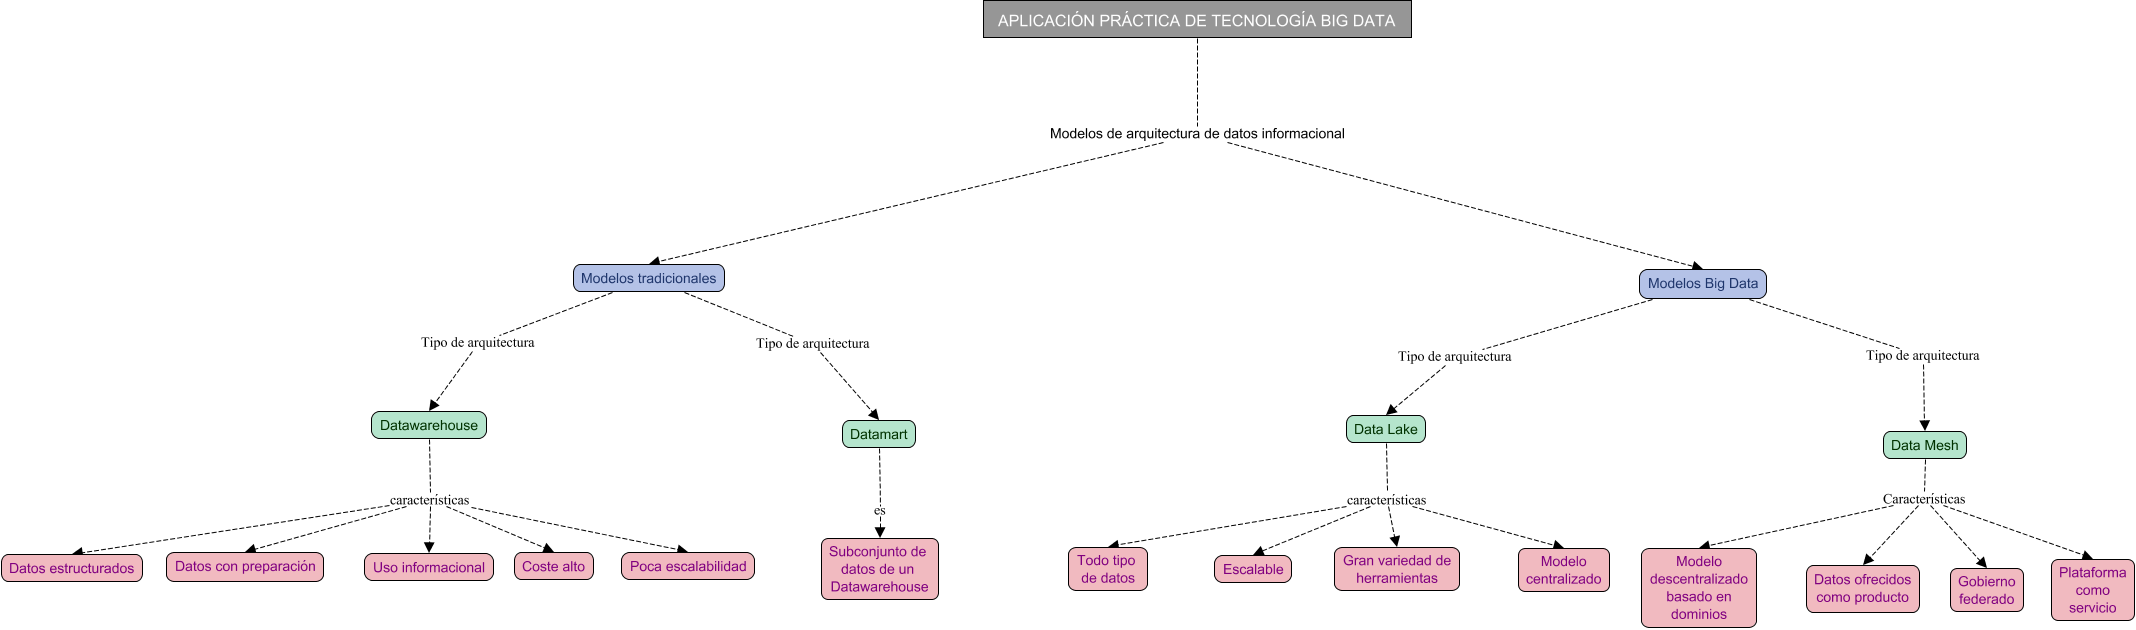 APLICACIÓN PRÁCTICA DE TECNOLOGÍA BIG DATA
Modelos de arquitectura de datos informacional
Modelos tradicionales
Modelos Big Data
Tipo de arquitectura
Tipo de arquitectura
Tipo de arquitectura
Tipo de arquitectura
Datawarehouse
Datamart
Data Lake
Data Mesh
características
es
características
Características
Datos estructurados
Datos con preparación
Uso informacional
Coste alto
Poca escalabilidad
Subconjunto de
datos de un
Datawarehouse
Todo tipo
de datos
Escalable
Gran variedad de
herramientas
Modelo
centralizado
Modelo
descentralizado
basado en
dominios
Datos ofrecidos
como producto
Gobierno
federado
Plataforma
como
servicio